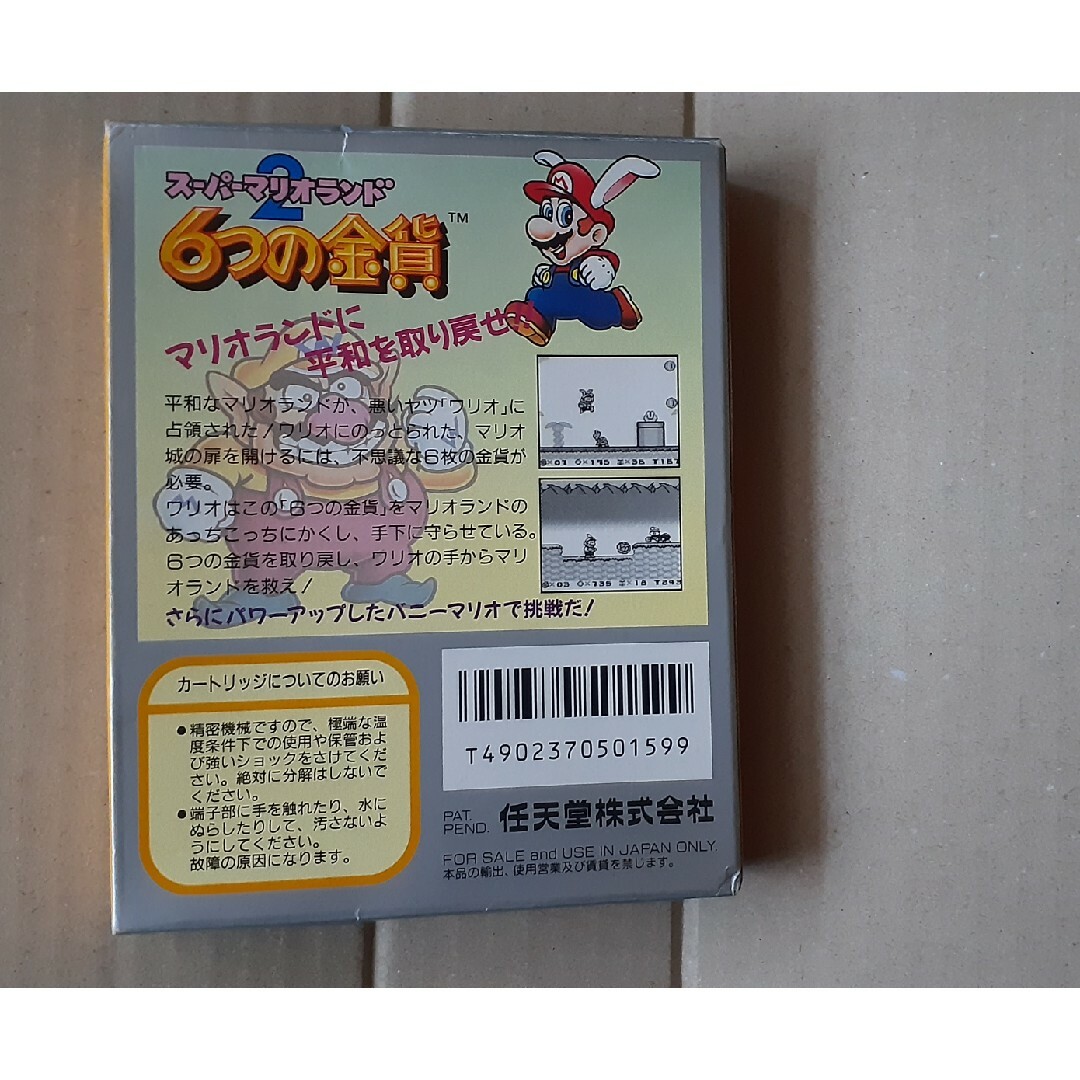 スーパーマリオランド2
6つの金貨™
マリオランドに
平和を取り戻せ!
平和なマリオランドが、悪いヤツ「ワリオ」に
占領された!ワリオにのっとられた、マリオ
城の扉を開けるには、不思議な6枚の金貨が
必要。
ワリオはこの「6つの金貨」をマリオランドの
あっちこっちにかくし、手下に守らせている。
6つの金貨を取り戻し、ワリオの手からマリ
オランドを救え!
さらにパワーアップしたバニーマリオで挑戦だ!
カートリッジについてのお願い
●精密機械ですので、極端な温
度条件下での使用や保管およ
び強いショックをさけてくだ
さい。絶対に分解はしないで
ください。
●端子部に手を触れたり、水に
ぬらしたりして、汚さないよ
うにしてください。
故障の原因になります。
T4902370501599
PAT.
PEND. 任天堂株式会社
FOR SALE and USE IN JAPAN ONLY.
本品の輸出、使用営業及び賃貸を禁じます。